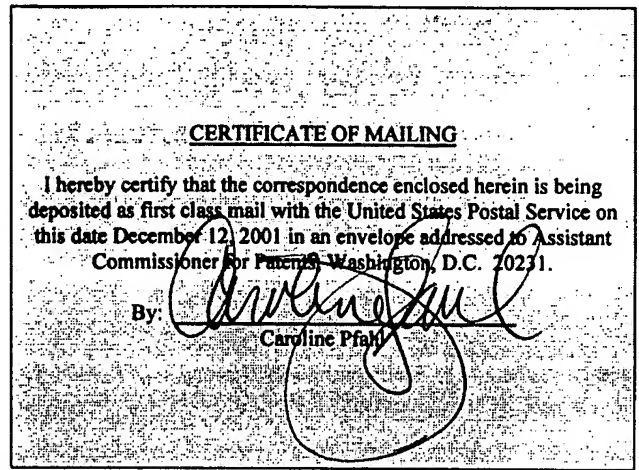 CERTIFICATE OF MAILING
I hereby certify that the correspondence enclosed herein is being
deposited as first class mail with the United States Postal Service on
this date December 12, 2001 in an envelope addressed to Assistant
Commissioner for Patents, Washington, D.C. 20231.
By: Caroline Pfahl
Caroline Pfahl